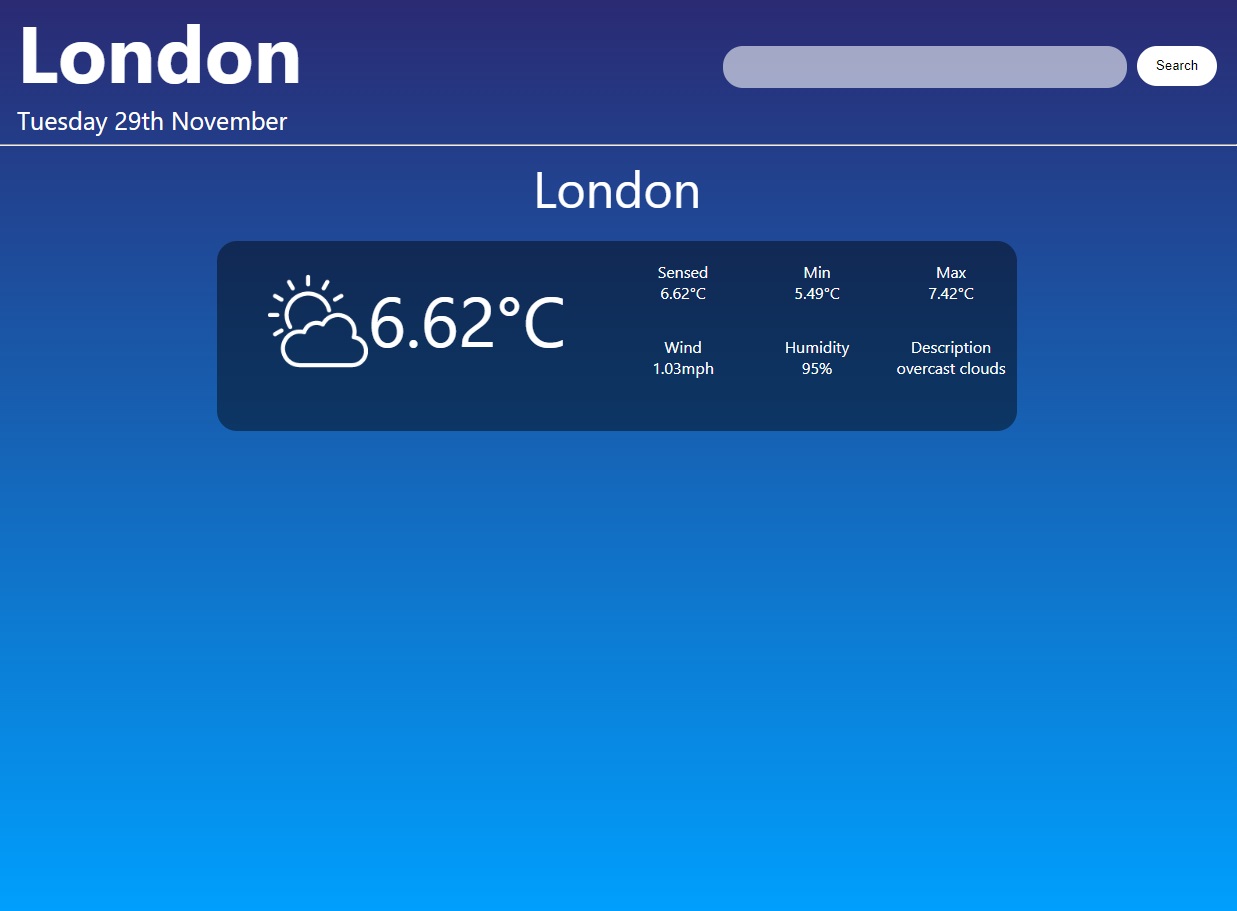 London
Search
Tuesday 29th November
London
6.62°C
Sensed
6.62°C
Min
5.49°C
Max
7.42°C
Wind
1.03mph
Humidity
95%
Description
overcast clouds